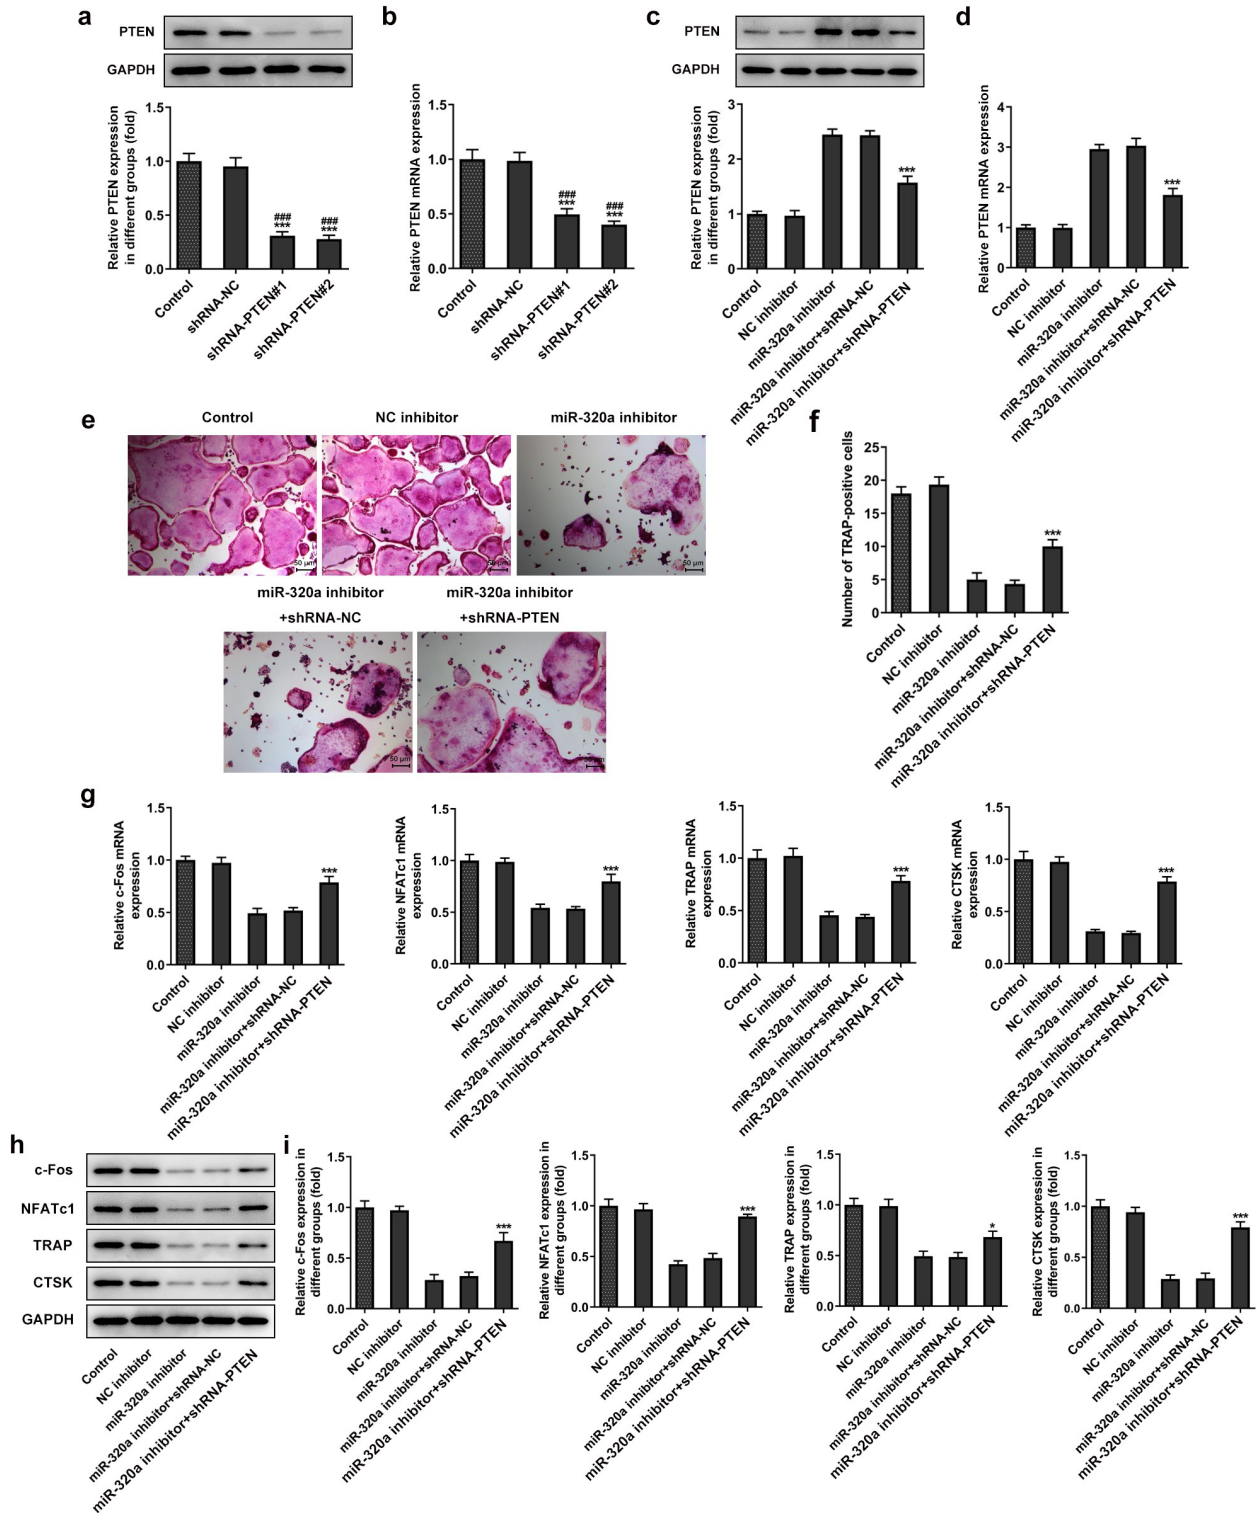 a
PTEN
GAPDH
Relative PTEN expression
in different groups (fold)
1.5
1.0
0.5
0.0
###
***
###
***
Control
shRNA-NC
shRNA-PTEN#1
shRNA-PTEN#2
b
Relative PTEN mRNA expression
1.5
1.0
0.5
0.0
###
***
###
***
Control
shRNA-NC
shRNA-PTEN#1
shRNA-PTEN#2
c
PTEN
GAPDH
Relative PTEN expression
in different groups (fold)
3
2
1
0
***
Control
NC inhibitor
miR-320a inhibitor
miR-320a inhibitor+shRNA-NC
miR-320a inhibitor+shRNA-PTEN
d
Relative PTEN mRNA expression
4
3
2
1
0
***
Control
NC inhibitor
miR-320a inhibitor
miR-320a inhibitor+shRNA-NC
miR-320a inhibitor+shRNA-PTEN
e
Control
NC inhibitor
miR-320a inhibitor
50 μm
50 μm
50 μm
miR-320a inhibitor
+shRNA-NC
miR-320a inhibitor
+shRNA-PTEN
50 μm
50 μm
f
Number of TRAP-positive cells
25
20
15
10
5
0
***
Control
NC inhibitor
miR-320a inhibitor
miR-320a inhibitor+shRNA-NC
miR-320a inhibitor+shRNA-PTEN
g
Relative c-Fos mRNA
expression
1.5
1.0
0.5
0.0
***
Control
NC inhibitor
miR-320a inhibitor
miR-320a inhibitor+shRNA-NC
miR-320a inhibitor+shRNA-PTEN
Relative NFATc1 mRNA
expression
1.5
1.0
0.5
0.0
***
Control
NC inhibitor
miR-320a inhibitor
miR-320a inhibitor+shRNA-NC
miR-320a inhibitor+shRNA-PTEN
Relative TRAP mRNA
expression
1.5
1.0
0.5
0.0
***
Control
NC inhibitor
miR-320a inhibitor
miR-320a inhibitor+shRNA-NC
miR-320a inhibitor+shRNA-PTEN
Relative CTSK mRNA
expression
1.5
1.0
0.5
0.0
***
Control
NC inhibitor
miR-320a inhibitor
miR-320a inhibitor+shRNA-NC
miR-320a inhibitor+shRNA-PTEN
h
c-Fos
NFATc1
TRAP
CTSK
GAPDH
Control
NC inhibitor
miR-320a inhibitor
miR-320a inhibitor+shRNA-NC
miR-320a inhibitor+shRNA-PTEN
i
Relative c-Fos expression in
different groups (fold)
1.5
1.0
0.5
0.0
***
Control
NC inhibitor
miR-320a inhibitor
miR-320a inhibitor+shRNA-NC
miR-320a inhibitor+shRNA-PTEN
Relative NFATc1 expression in
different groups (fold)
1.5
1.0
0.5
0.0
***
Control
NC inhibitor
miR-320a inhibitor
miR-320a inhibitor+shRNA-NC
miR-320a inhibitor+shRNA-PTEN
Relative TRAP expression in
different groups (fold)
1.5
1.0
0.5
0.0
*
Control
NC inhibitor
miR-320a inhibitor
miR-320a inhibitor+shRNA-NC
miR-320a inhibitor+shRNA-PTEN
Relative CTSK expression in
different groups (fold)
1.5
1.0
0.5
0.0
***
Control
NC inhibitor
miR-320a inhibitor
miR-320a inhibitor+shRNA-NC
miR-320a inhibitor+shRNA-PTEN